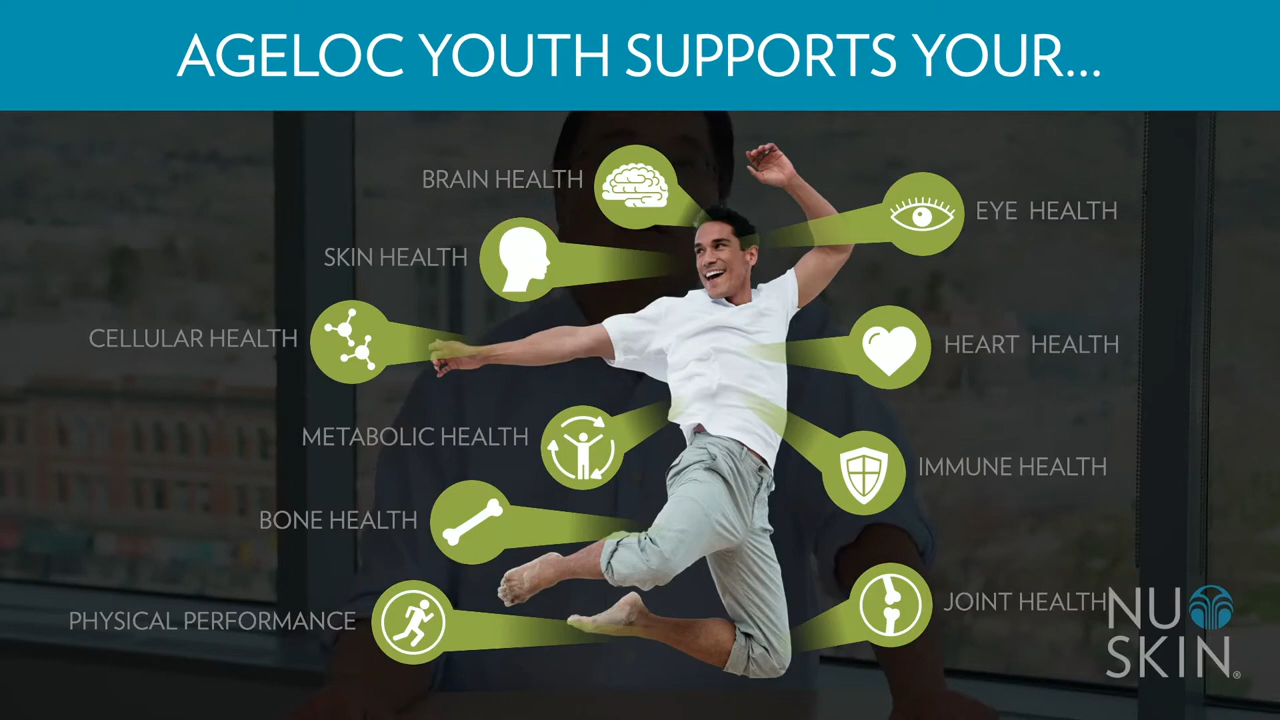 AGELOC YOUTH SUPPORTS YOUR...
BRAIN HEALTH
EYE HEALTH
SKIN HEALTH
CELLULAR HEALTH
HEART HEALTH
METABOLIC HEALTH
IMMUNE HEALTH
BONE HEALTH
JOINT HEALTH
PHYSICAL PERFORMANCE
NU
SKIN®